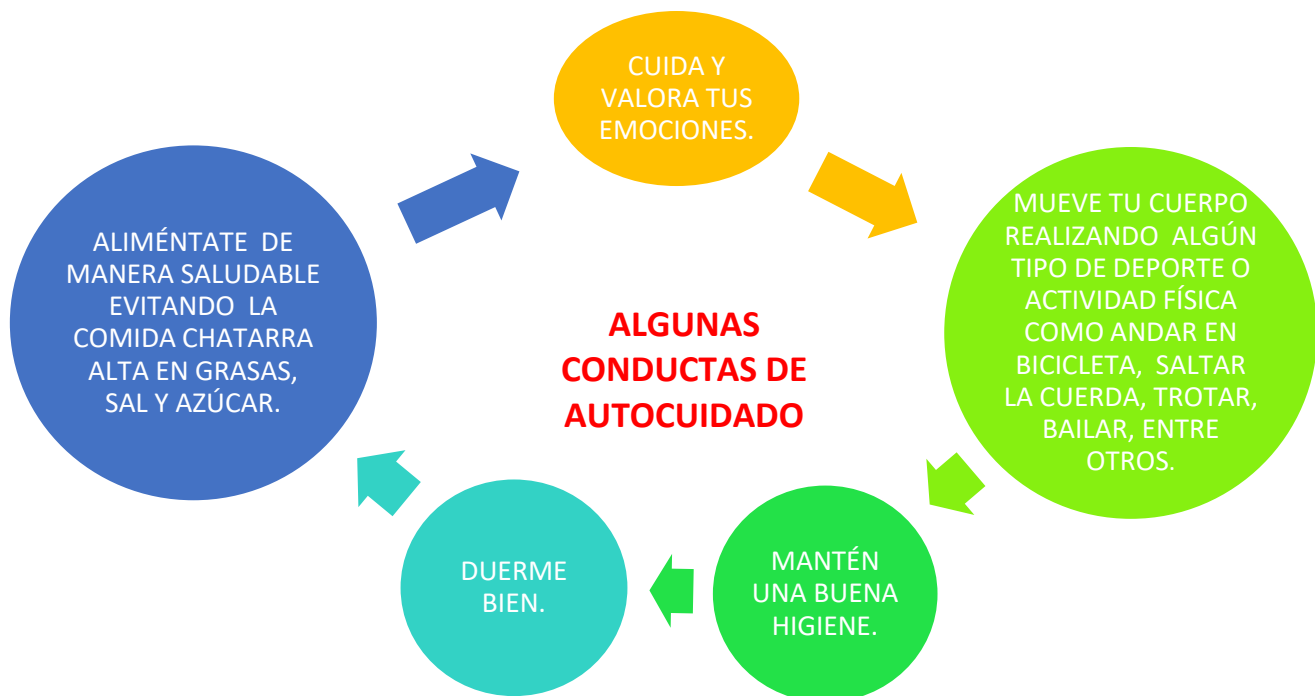 CUIDA Y
VALORA TUS
EMOCIONES.
MUEVE TU CUERPO
REALIZANDO ALGÚN
TIPO DE DEPORTE O
ACTIVIDAD FÍSICA
COMO ANDAR EN
BICICLETA, SALTAR
LA CUERDA, TROTAR,
BAILAR, ENTRE
OTROS.
MANTÉN
UNA BUENA
HIGIENE.
DUERME
BIEN.
ALIMÉNTATE DE
MANERA SALUDABLE
EVITANDO LA
COMIDA CHATARRA
ALTA EN GRASAS,
SAL Y AZÚCAR.
ALGUNAS
CONDUCTAS DE
AUTOCUIDADO